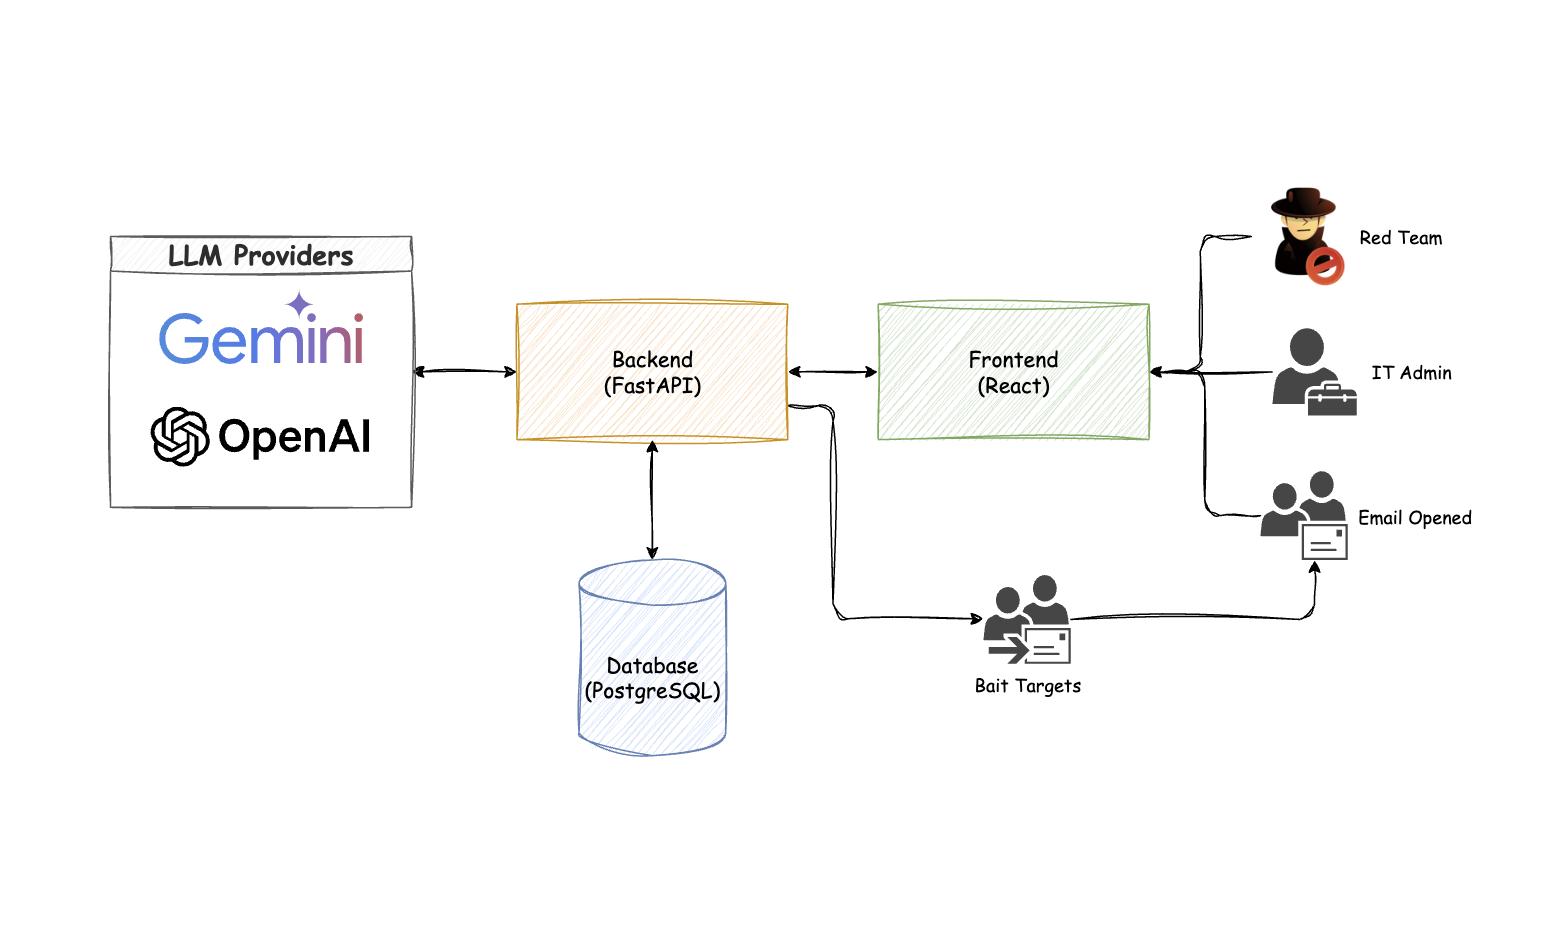 LLM Providers
Gemini
OpenAI
Backend
(FastAPI)
Frontend
(React)
Database
(PostgreSQL)
Red Team
IT Admin
Email Opened
Bait Targets